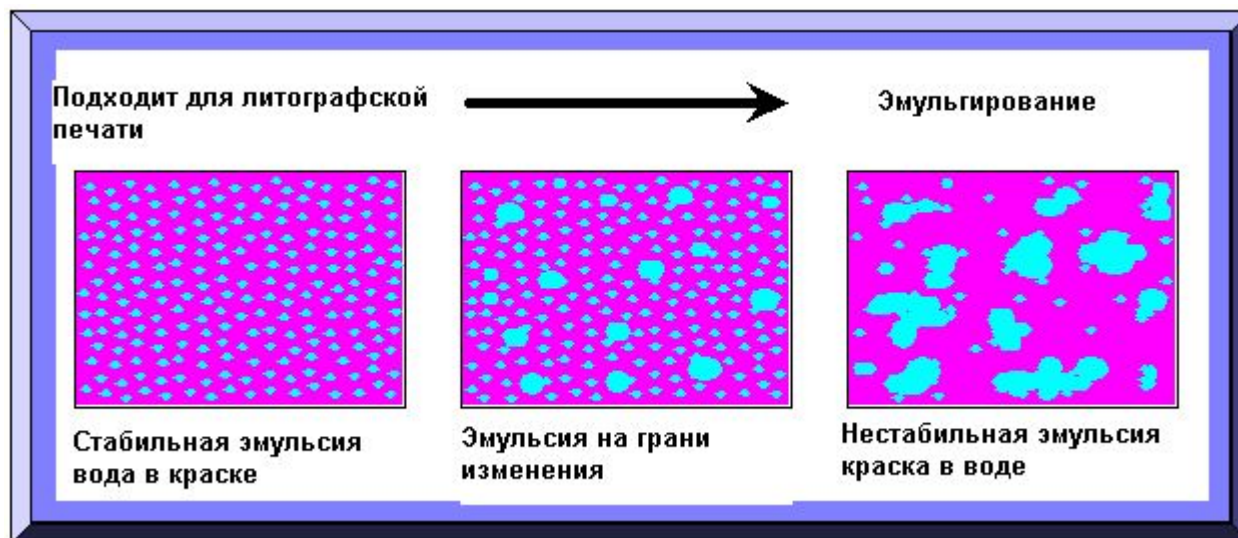 Подходит для литографской
печати
Эмульгирование
Стабильная эмульсия
вода в краске
Эмульсия на грани
изменения
Нестабильная эмульсия
краска в воде